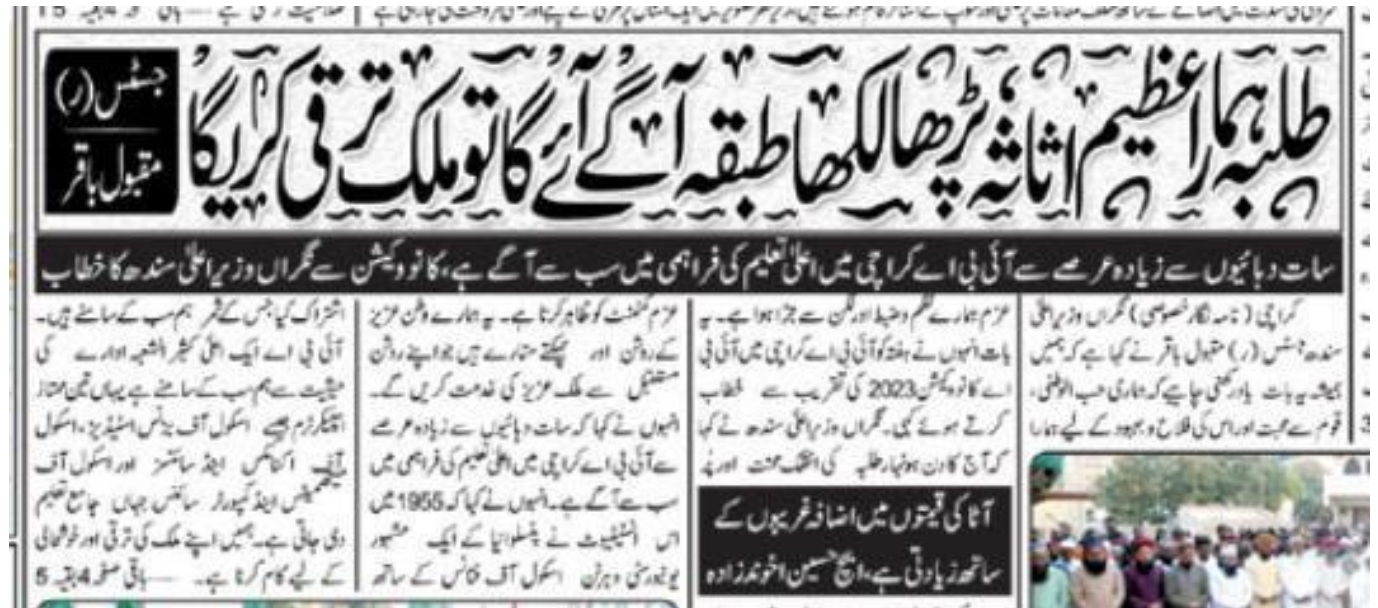 طلبہ ہمارا عظیم اثاثہ، پڑھا لکھا طبقہ آگے آئے گا تو ملک ترقی کریگا
جسٹس (ر)
مقبول باقر
سات دہائیوں سے زیادہ عرصے سے آئی بی اے کراچی میں اعلیٰ تعلیم کی فراہمی میں سب سے آگے ہے، کانووکیشن سے نگراں وزیر اعلیٰ سندھ کا خطاب
کراچی (نامہ نگار خصوصی) نگراں وزیر اعلیٰ
سندھ جسٹس (ر) مقبول باقر نے کہا ہے کہ ہمیں
ہمیشہ یہ بات یاد رکھنی چاہیے کہ ہماری حب الوطنی،
قوم سے محبت اور اس کی فلاح و بہبود کے لیے ہمارا
عزم ہمارے نظم و ضبط اور لگن سے جڑا ہوا ہے۔ یہ
بات انہوں نے ہفتہ کو آئی بی اے کراچی میں آئی بی
اے کانووکیشن 2023 کی تقریب سے خطاب
کرتے ہوئے کہی۔ نگراں وزیر اعلیٰ سندھ نے کہا
کہ آج کا دن ہونہار طلبہ کی انتھک محنت اور پُر
عزم محنت کو ظاہر کرتا ہے۔ یہ ہمارے وطن عزیز
کے روشن اور چمکتے ستارے ہیں جو اپنے روشن
مستقبل سے ملک عزیز کی خدمت کریں گے۔
انہوں نے کہا کہ سات دہائیوں سے زیادہ عرصے
سے آئی بی اے کراچی میں اعلیٰ تعلیم کی فراہمی میں
سب سے آگے ہے۔ انہوں نے کہا کہ 1955 میں
اس انسٹیٹیوٹ نے پنسلوانیا کے ایک مشہور
یونیورسٹی وہرٹن اسکول آف فنانس کے ساتھ
اشتراک کیا جس کے ثمر ہم سب کے سامنے ہیں۔
آئی بی اے ایک اعلیٰ کثیر الشعبہ ادارے کی
حیثیت سے ہم سب کے سامنے ہے یہاں تین ممتاز
اسکولز جیسے اسکول آف بزنس اسٹڈیز، اسکول
آف اکنامکس اینڈ سائنسز اور اسکول آف
میتھمیٹکس اینڈ کمپیوٹر سائنس جہاں جامع تعلیم
دی جاتی ہے۔ ہمیں اپنے ملک کی ترقی اور خوشحالی
کے لیے کام کرنا ہے۔ — باقی صفحہ 4 بقیہ 5
آٹا کی قیمتوں میں اضافہ غریبوں کے
ساتھ زیادتی ہے، ایچ حسین اخوندزادہ